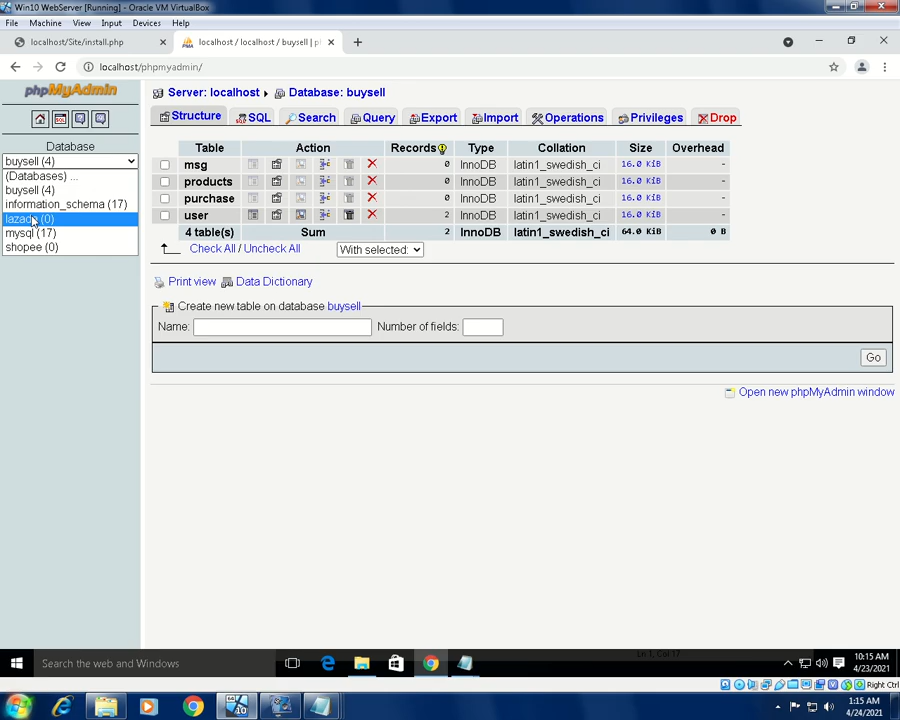 Win10 WebServer [Running] - Oracle VM VirtualBox
File Machine View Input Devices Help
localhost/Site/install.php
localhost / localhost / buysell | p
localhost/phpmyadmin/
phpMyAdmin
Server: localhost Database: buysell
Structure SQL Search Query Export Import Operations Privileges Drop
Database
buysell (4)
(Databases) ...
buysell (4)
information_schema (17)
lazada (0)
mysql (17)
shopee (0)
Table Action Records Type Collation Size Overhead
msg 0 InnoDB latin1_swedish_ci 16.0 KiB -
products 0 InnoDB latin1_swedish_ci 16.0 KiB -
purchase 0 InnoDB latin1_swedish_ci 16.0 KiB -
user 2 InnoDB latin1_swedish_ci 16.0 KiB -
4 table(s) Sum 2 InnoDB latin1_swedish_ci 64.0 KiB 0 B
Check All / Uncheck All With selected:
Print view Data Dictionary
Create new table on database buysell
Name: Number of fields:
Go
Open new phpMyAdmin window
Ln 1, Col 17
Search the web and Windows
10:15 AM
4/23/2021
Right Ctrl
1:15 AM
4/24/2021